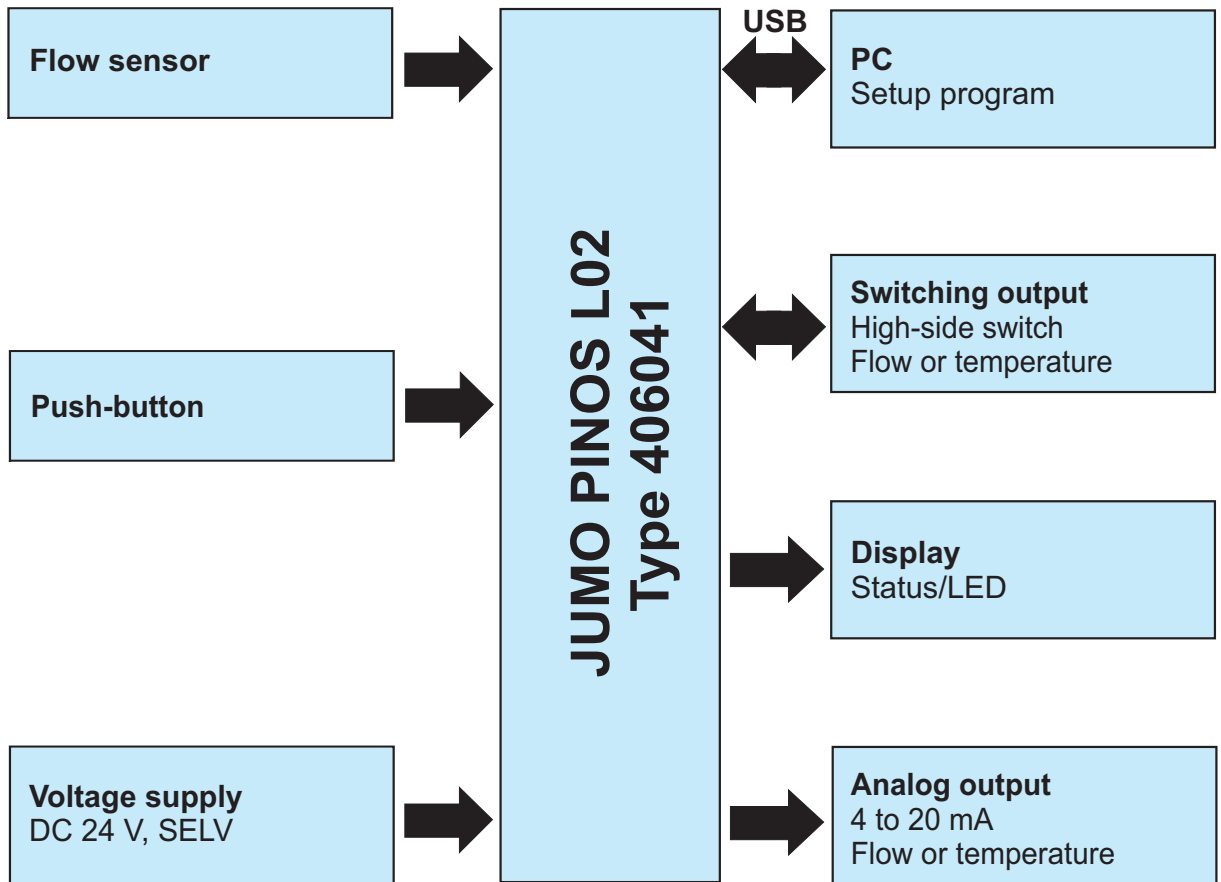 Flow sensor
Push-button
Voltage supply
DC 24 V, SELV
JUMO PINOS L02
Type 406041
USB
PC
Setup program
Switching output
High-side switch
Flow or temperature
Display
Status/LED
Analog output
4 to 20 mA
Flow or temperature